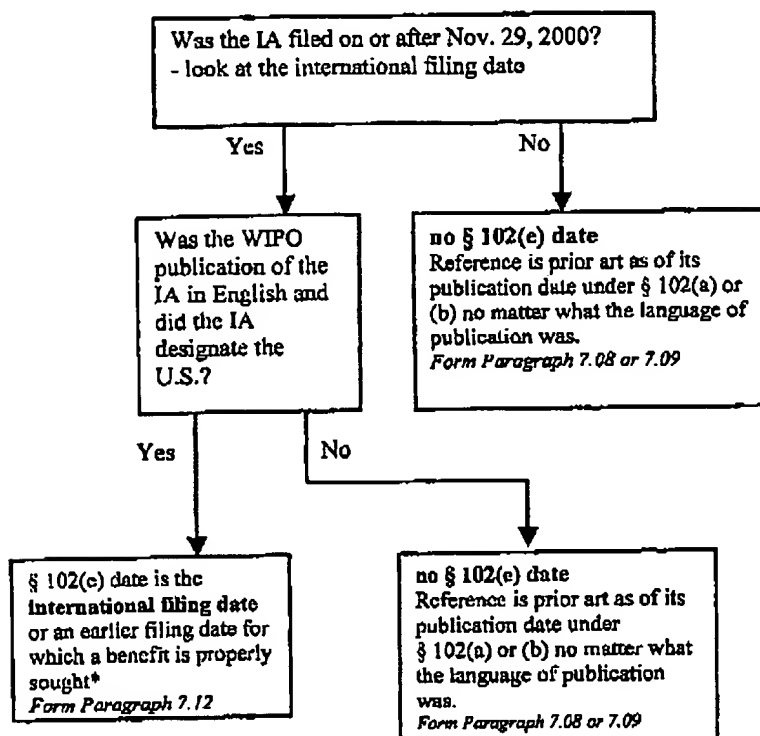 Was the IA filed on or after Nov. 29, 2000?
- look at the international filing date
Yes
No
Was the WIPO
publication of the
IA in English and
did the IA
designate the
U.S.?
no § 102(e) date
Reference is prior art as of its
publication date under § 102(a) or
(b) no matter what the language of
publication was.
Form Paragraph 7.08 or 7.09
Yes
No
§ 102(e) date is the
international filing date
or an earlier filing date for
which a benefit is properly
sought*
Form Paragraph 7.12
no § 102(e) date
Reference is prior art as of its
publication date under
§ 102(a) or (b) no matter what
the language of publication
was.
Form Paragraph 7.08 or 7.09